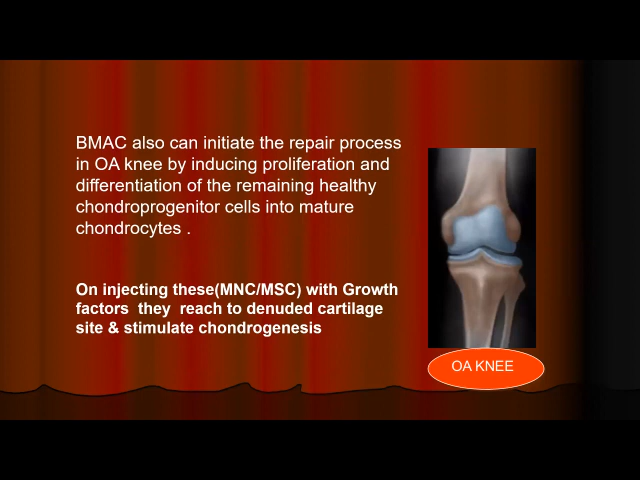 BMAC also can initiate the repair process
in OA knee by inducing proliferation and
differentiation of the remaining healthy
chondroprogenitor cells into mature
chondrocytes .
On injecting these(MNC/MSC) with Growth
factors they reach to denuded cartilage
site & stimulate chondrogenesis
OA KNEE